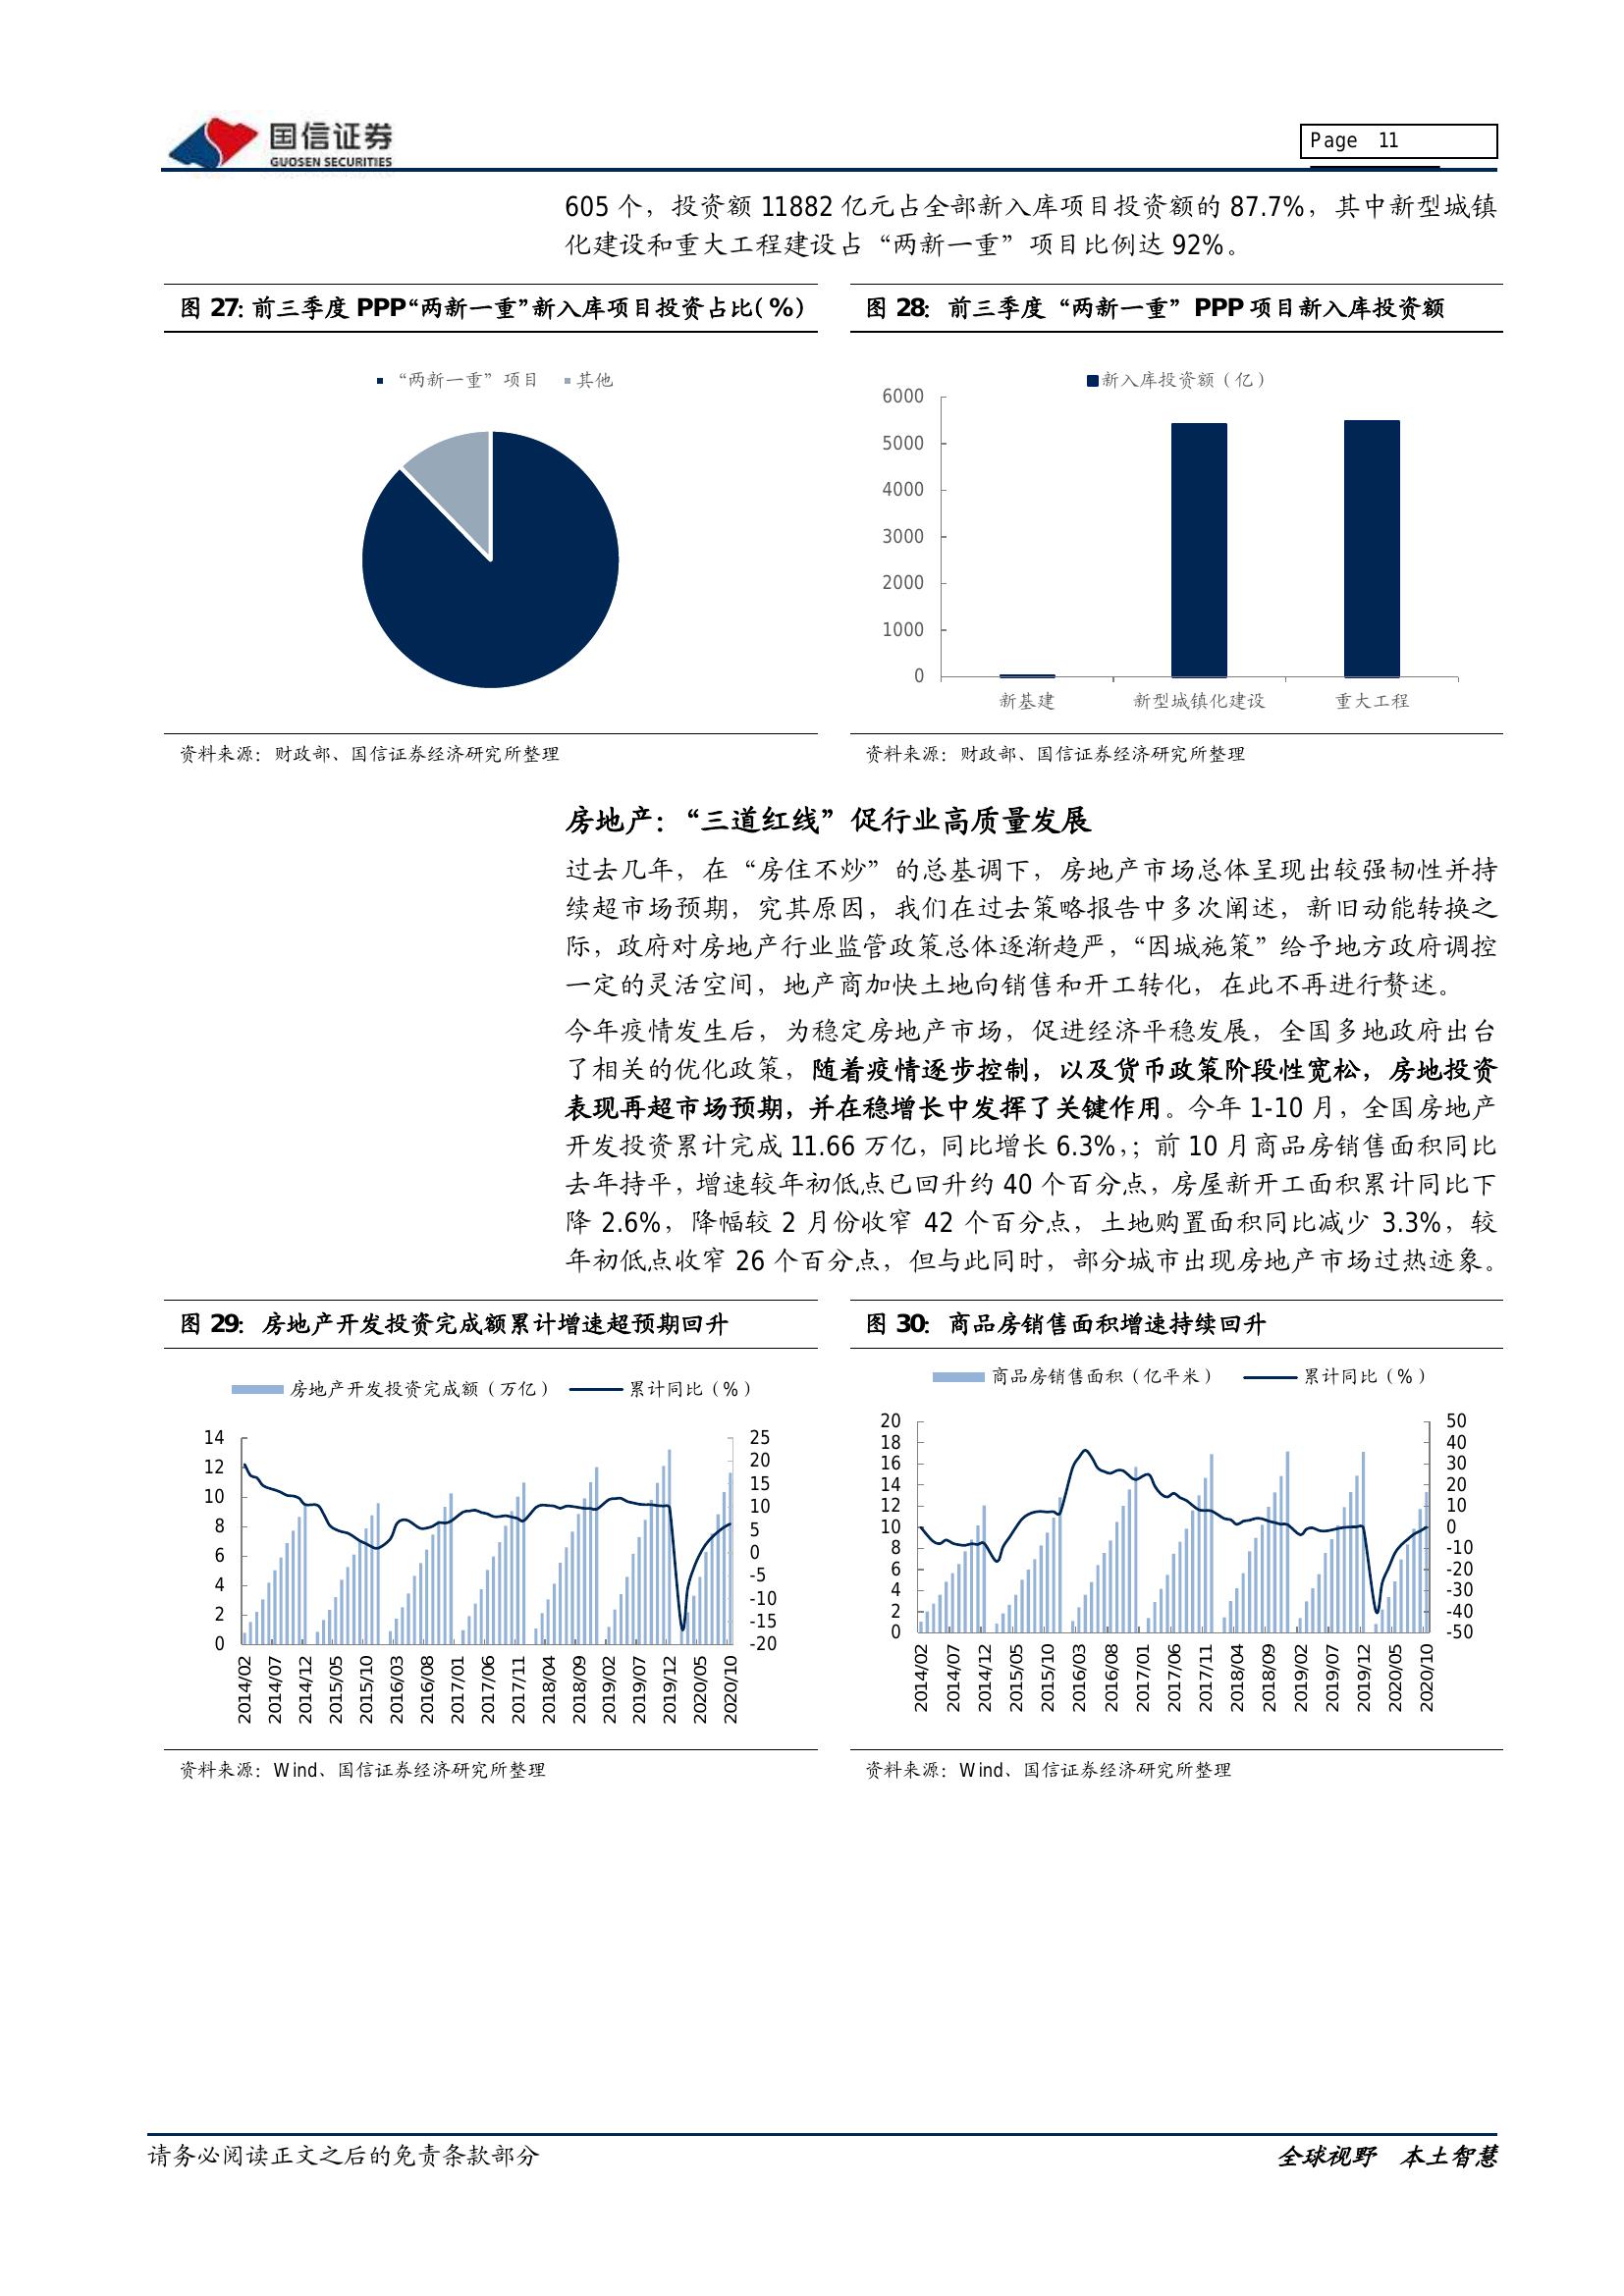 国信证券
GUOSEN SECURITIES
Page 11
605 个，投资额 11882 亿元占全部新入库项目投资额的 87.7%，其中新型城镇
化建设和重大工程建设占“两新一重”项目比例达 92%。
图 27: 前三季度 PPP“两新一重”新入库项目投资占比(%)
“两新一重”项目 其他
资料来源：财政部、国信证券经济研究所整理
图 28：前三季度“两新一重”PPP 项目新入库投资额
新入库投资额（亿）
6000
5000
4000
3000
2000
1000
0
新基建 新型城镇化建设 重大工程
资料来源：财政部、国信证券经济研究所整理
房地产：“三道红线”促行业高质量发展
过去几年，在“房住不炒”的总基调下，房地产市场总体呈现出较强韧性并持
续超市场预期，究其原因，我们在过去策略报告中多次阐述，新旧动能转换之
际，政府对房地产行业监管政策总体逐渐趋严，“因城施策”给予地方政府调控
一定的灵活空间，地产商加快土地向销售和开工转化，在此不再进行赘述。
今年疫情发生后，为稳定房地产市场，促进经济平稳发展，全国多地政府出台
了相关的优化政策，随着疫情逐步控制，以及货币政策阶段性宽松，房地投资
表现再超市场预期，并在稳增长中发挥了关键作用。今年 1-10 月，全国房地产
开发投资累计完成 11.66 万亿，同比增长 6.3%，；前 10 月商品房销售面积同比
去年持平，增速较年初低点已回升约 40 个百分点，房屋新开工面积累计同比下
降 2.6%，降幅较 2 月份收窄 42 个百分点，土地购置面积同比减少 3.3%，较
年初低点收窄 26 个百分点，但与此同时，部分城市出现房地产市场过热迹象。
图 29：房地产开发投资完成额累计增速超预期回升
房地产开发投资完成额（万亿） 累计同比（%）
14
12
10
8
6
4
2
0
25
20
15
10
5
0
-5
-10
-15
-20
2014/02 2014/07 2014/12 2015/05 2015/10 2016/03 2016/08 2017/01 2017/06 2017/11 2018/04 2018/09 2019/02 2019/07 2019/12 2020/05 2020/10
资料来源：Wind、国信证券经济研究所整理
图 30：商品房销售面积增速持续回升
商品房销售面积（亿平米） 累计同比（%）
20
18
16
14
12
10
8
6
4
2
0
50
40
30
20
10
0
-10
-20
-30
-40
-50
2014/02 2014/07 2014/12 2015/05 2015/10 2016/03 2016/08 2017/01 2017/06 2017/11 2018/04 2018/09 2019/02 2019/07 2019/12 2020/05 2020/10
资料来源：Wind、国信证券经济研究所整理
请务必阅读正文之后的免责条款部分
全球视野 本土智慧